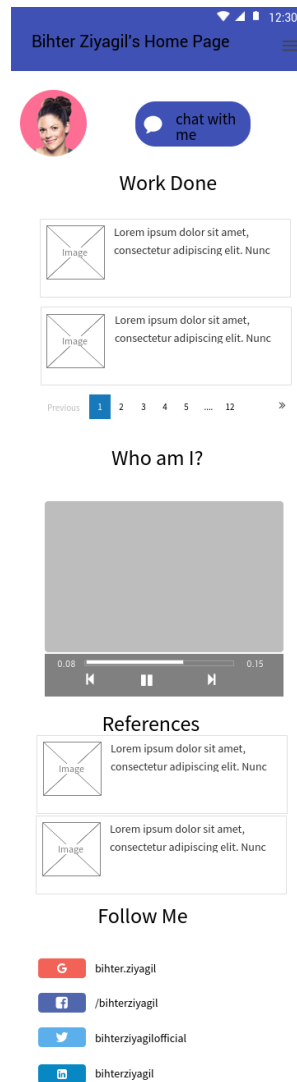 12:30
Bihter Ziyagil's Home Page
chat with
me
Work Done
Image
Lorem ipsum dolor sit amet,
consectetur adipiscing elit. Nunc
Image
Lorem ipsum dolor sit amet,
consectetur adipiscing elit. Nunc
Previous 1 2 3 4 5 .... 12 »
Who am I?
0.08 0.15
References
Image
Lorem ipsum dolor sit amet,
consectetur adipiscing elit. Nunc
Image
Lorem ipsum dolor sit amet,
consectetur adipiscing elit. Nunc
Follow Me
G bihter.ziyagil
f /bihterziyagil
bihterziyagilofficial
in bihterziyagil